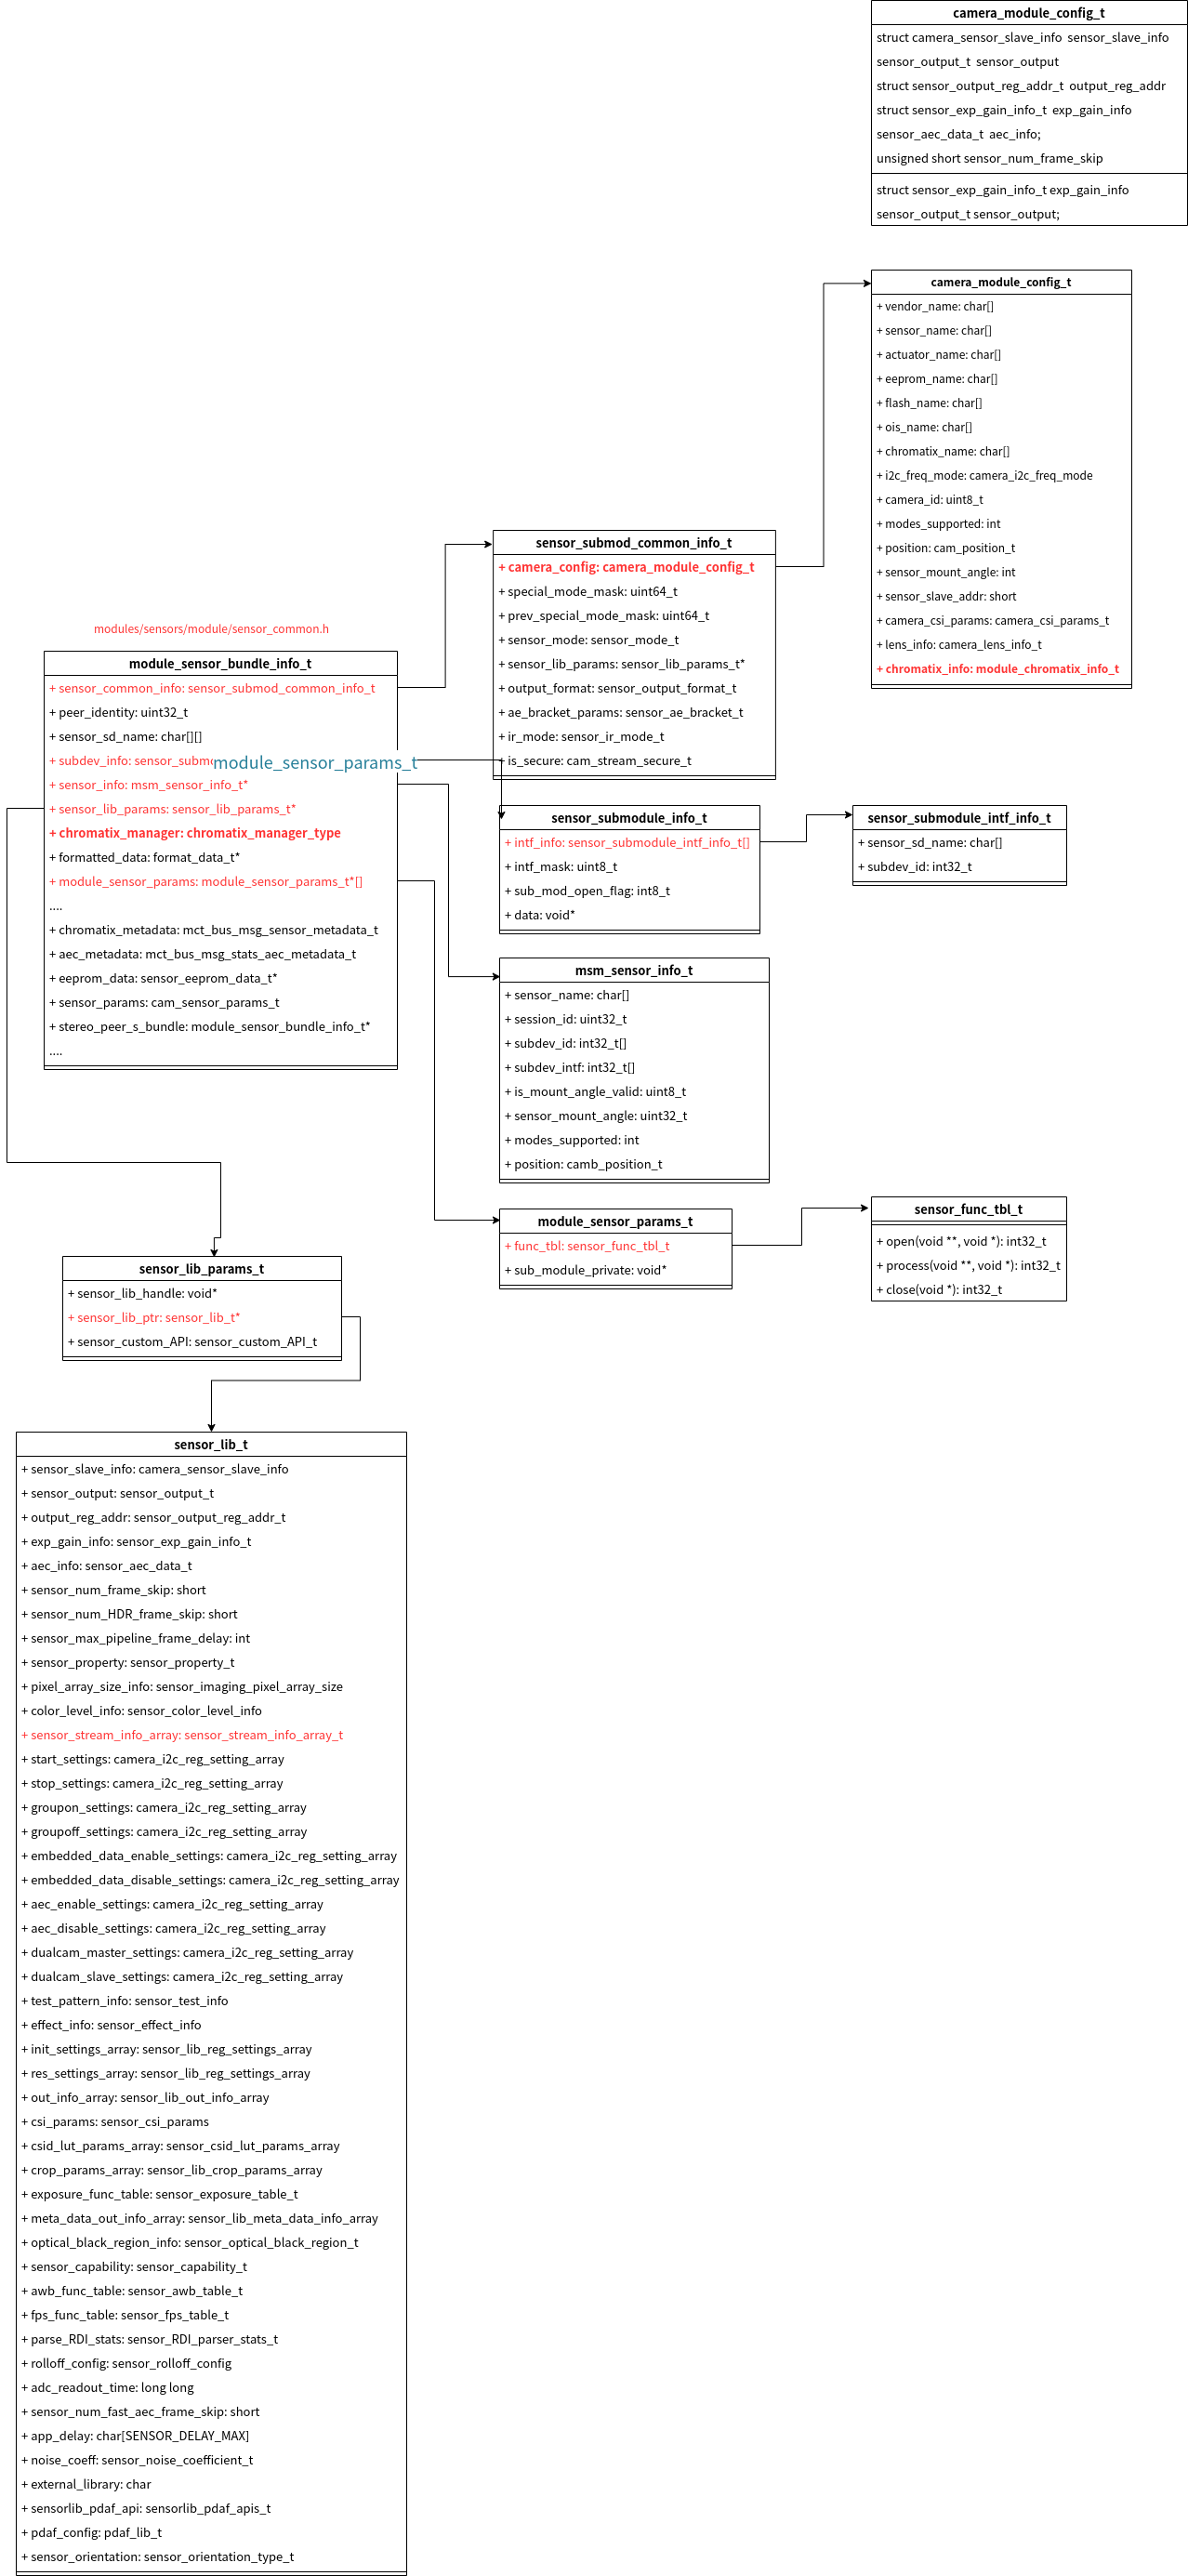 camera_module_config_t
struct camera_sensor_slave_info sensor_slave_info
sensor_output_t sensor_output
struct sensor_output_reg_addr_t output_reg_addr
struct sensor_exp_gain_info_t exp_gain_info
sensor_aec_data_t aec_info;
unsigned short sensor_num_frame_skip
struct sensor_exp_gain_info_t exp_gain_info
sensor_output_t sensor_output;
camera_module_config_t
+ vendor_name: char[]
+ sensor_name: char[]
+ actuator_name: char[]
+ eeprom_name: char[]
+ flash_name: char[]
+ ois_name: char[]
+ chromatix_name: char[]
+ i2c_freq_mode: camera_i2c_freq_mode
+ camera_id: uint8_t
+ modes_supported: int
+ position: cam_position_t
+ sensor_mount_angle: int
+ sensor_slave_addr: short
+ camera_csi_params: camera_csi_params_t
+ lens_info: camera_lens_info_t
+ chromatix_info: module_chromatix_info_t
sensor_submod_common_info_t
+ camera_config: camera_module_config_t
+ special_mode_mask: uint64_t
+ prev_special_mode_mask: uint64_t
+ sensor_mode: sensor_mode_t
+ sensor_lib_params: sensor_lib_params_t*
+ output_format: sensor_output_format_t
+ ae_bracket_params: sensor_ae_bracket_t
+ ir_mode: sensor_ir_mode_t
+ is_secure: cam_stream_secure_t
modules/sensors/module/sensor_common.h
module_sensor_bundle_info_t
+ sensor_common_info: sensor_submod_common_info_t
+ peer_identity: uint32_t
+ sensor_sd_name: char[][]
+ subdev_info:
module_sensor_params_t
+ sensor_info: msm_sensor_info_t*
+ sensor_lib_params: sensor_lib_params_t*
+ chromatix_manager: chromatix_manager_type
+ formatted_data: format_data_t*
+ module_sensor_params: module_sensor_params_t*[]
....
+ chromatix_metadata: mct_bus_msg_sensor_metadata_t
+ aec_metadata: mct_bus_msg_stats_aec_metadata_t
+ eeprom_data: sensor_eeprom_data_t*
+ sensor_params: cam_sensor_params_t
+ stereo_peer_s_bundle: module_sensor_bundle_info_t*
....
sensor_submodule_info_t
+ intf_info: sensor_submodule_intf_info_t[]
+ intf_mask: uint8_t
+ sub_mod_open_flag: int8_t
+ data: void*
sensor_submodule_intf_info_t
+ sensor_sd_name: char[]
+ subdev_id: int32_t
msm_sensor_info_t
+ sensor_name: char[]
+ session_id: uint32_t
+ subdev_id: int32_t[]
+ subdev_intf: int32_t[]
+ is_mount_angle_valid: uint8_t
+ sensor_mount_angle: uint32_t
+ modes_supported: int
+ position: camb_position_t
module_sensor_params_t
+ func_tbl: sensor_func_tbl_t
+ sub_module_private: void*
sensor_func_tbl_t
+ open(void **, void *): int32_t
+ process(void **, void *): int32_t
+ close(void *): int32_t
sensor_lib_params_t
+ sensor_lib_handle: void*
+ sensor_lib_ptr: sensor_lib_t*
+ sensor_custom_API: sensor_custom_API_t
sensor_lib_t
+ sensor_slave_info: camera_sensor_slave_info
+ sensor_output: sensor_output_t
+ output_reg_addr: sensor_output_reg_addr_t
+ exp_gain_info: sensor_exp_gain_info_t
+ aec_info: sensor_aec_data_t
+ sensor_num_frame_skip: short
+ sensor_num_HDR_frame_skip: short
+ sensor_max_pipeline_frame_delay: int
+ sensor_property: sensor_property_t
+ pixel_array_size_info: sensor_imaging_pixel_array_size
+ color_level_info: sensor_color_level_info
+ sensor_stream_info_array: sensor_stream_info_array_t
+ start_settings: camera_i2c_reg_setting_array
+ stop_settings: camera_i2c_reg_setting_array
+ groupon_settings: camera_i2c_reg_setting_array
+ groupoff_settings: camera_i2c_reg_setting_array
+ embedded_data_enable_settings: camera_i2c_reg_setting_array
+ embedded_data_disable_settings: camera_i2c_reg_setting_array
+ aec_enable_settings: camera_i2c_reg_setting_array
+ aec_disable_settings: camera_i2c_reg_setting_array
+ dualcam_master_settings: camera_i2c_reg_setting_array
+ dualcam_slave_settings: camera_i2c_reg_setting_array
+ test_pattern_info: sensor_test_info
+ effect_info: sensor_effect_info
+ init_settings_array: sensor_lib_reg_settings_array
+ res_settings_array: sensor_lib_reg_settings_array
+ out_info_array: sensor_lib_out_info_array
+ csi_params: sensor_csi_params
+ csid_lut_params_array: sensor_csid_lut_params_array
+ crop_params_array: sensor_lib_crop_params_array
+ exposure_func_table: sensor_exposure_table_t
+ meta_data_out_info_array: sensor_lib_meta_data_info_array
+ optical_black_region_info: sensor_optical_black_region_t
+ sensor_capability: sensor_capability_t
+ awb_func_table: sensor_awb_table_t
+ fps_func_table: sensor_fps_table_t
+ parse_RDI_stats: sensor_RDI_parser_stats_t
+ rolloff_config: sensor_rolloff_config
+ adc_readout_time: long long
+ sensor_num_fast_aec_frame_skip: short
+ app_delay: char[SENSOR_DELAY_MAX]
+ noise_coeff: sensor_noise_coefficient_t
+ external_library: char
+ sensorlib_pdaf_api: sensorlib_pdaf_apis_t
+ pdaf_config: pdaf_lib_t
+ sensor_orientation: sensor_orientation_type_t